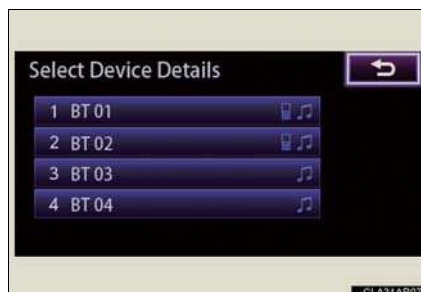 Select Device Details
1 BT 01
2 BT 02
3 BT 03
4 BT 04